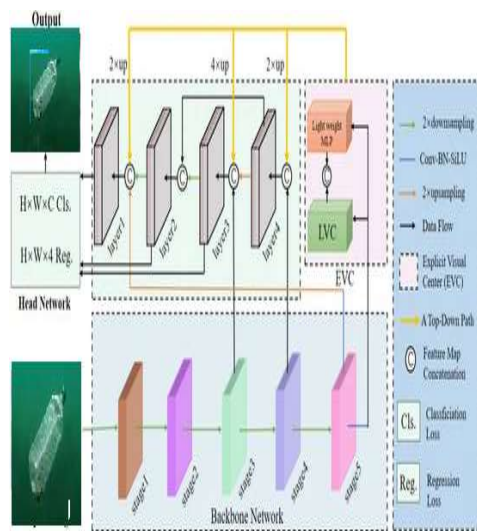 Output
2×up
4×up
2×up
layer1
layer2
layer3
layer4
C
C
C
C
Light weight
MLP
C
LVC
EVC
H×W×C Cls.
H×W×4 Reg.
Head Network
stage1
stage2
stage3
stage4
stage5
Backbone Network
2×downsampling
Conv-BN-SiLU
2×upsampling
Data Flow
Explicit Visual
Center (EVC)
A Top-Down Path
C
Feature Map
Concatenation
Cls.
Classficiation
Loss
Reg.
Regression
Loss